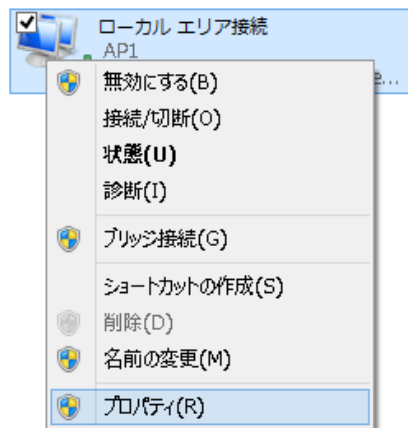 ローカル エリア接続
AP1
e...
無効にする(B)
接続/切断(O)
状態(U)
診断(I)
ブリッジ接続(G)
ショートカットの作成(S)
削除(D)
名前の変更(M)
プロパティ(R)